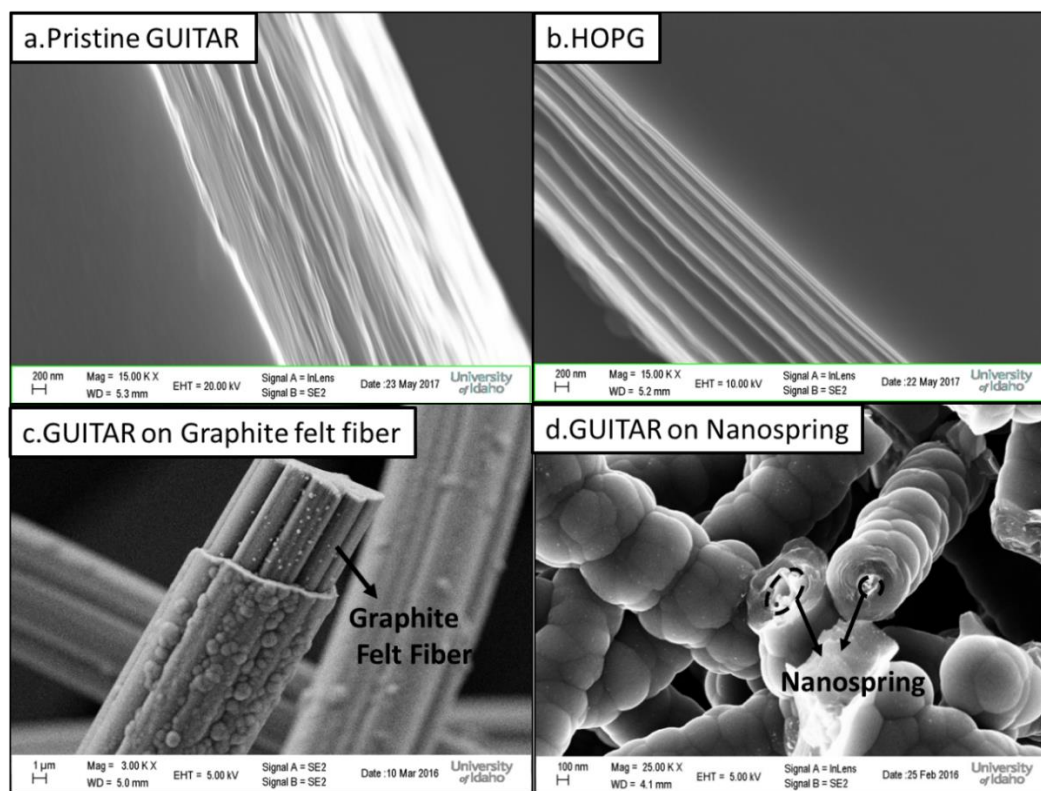 a.Pristine GUITAR
200 nm
Mag = 15.00 K X
WD = 5.3 mm
EHT = 20.00 kV
Signal A = InLens
Signal B = SE2
Date :23 May 2017
University
of Idaho
b.HOPG
200 nm
Mag = 15.00 K X
WD = 5.2 mm
EHT = 10.00 kV
Signal A = InLens
Signal B = SE2
Date :22 May 2017
University
of Idaho
c.GUITAR on Graphite felt fiber
Graphite
Felt Fiber
1 µm
Mag = 3.00 K X
WD = 5.0 mm
EHT = 5.00 kV
Signal A = SE2
Signal B = SE2
Date :10 Mar 2016
University
of Idaho
d.GUITAR on Nanospring
Nanospring
100 nm
Mag = 25.00 K X
WD = 4.1 mm
EHT = 5.00 kV
Signal A = InLens
Signal B = SE2
Date :25 Feb 2016
University
of Idaho